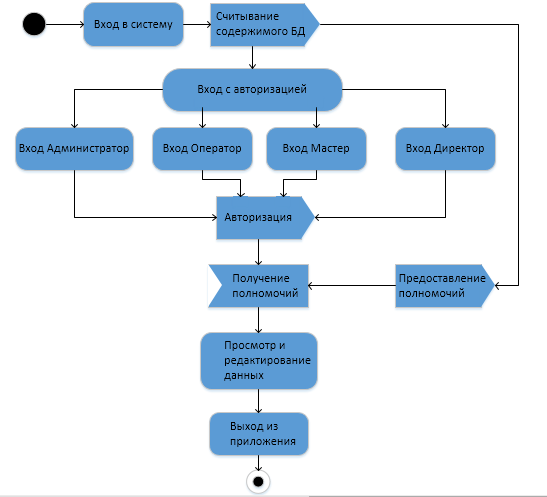 Вход в систему
Считывание
содержимого БД
Вход с авторизацией
Вход Администратор
Вход Оператор
Вход Мастер
Вход Директор
Авторизация
Получение
полномочий
Предоставление
полномочий
Просмотр и
редактирование
данных
Выход из
приложения